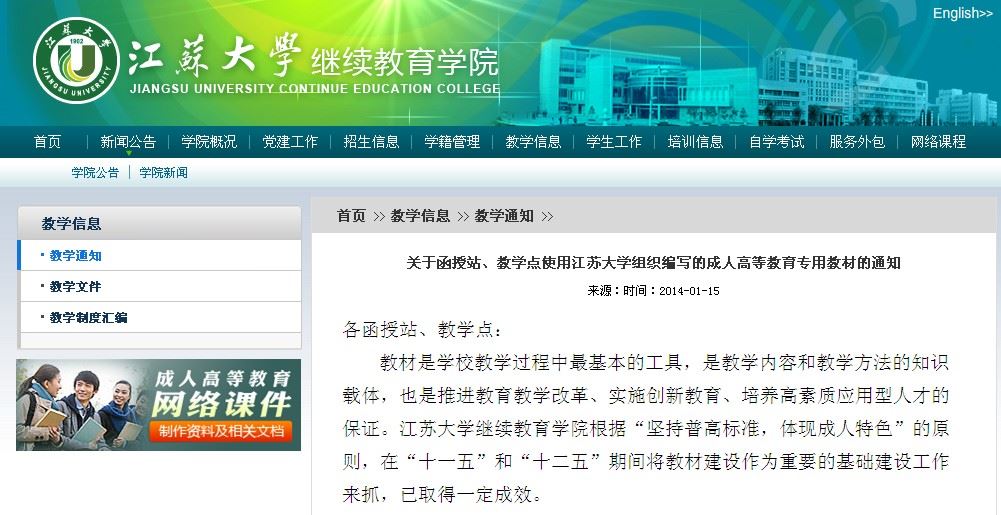 English>>
江苏大学 继续教育学院
JIANGSU UNIVERSITY CONTINUE EDUCATION COLLEGE
江苏大学
1902
JIANGSU UNIVERSITY
首页 新闻公告 学院概况 党建工作 招生信息 学籍管理 教学信息 学生工作 培训信息 自学考试 服务外包 网络课程
学院公告 学院新闻
教学信息
教学通知
教学文件
教学制度汇编
成人高等教育
网络课件
制作资料及相关文档
首页 >> 教学信息 >> 教学通知 >>
关于函授站、教学点使用江苏大学组织编写的成人高等教育专用教材的通知
来源：时间：2014-01-15
各函授站、教学点：
教材是学校教学过程中最基本的工具，是教学内容和教学方法的知识
载体，也是推进教育教学改革、实施创新教育、培养高素质应用型人才的
保证。江苏大学继续教育学院根据“坚持普高标准，体现成人特色”的原
则，在“十一五”和“十二五”期间将教材建设作为重要的基础建设工作
来抓，已取得一定成效。